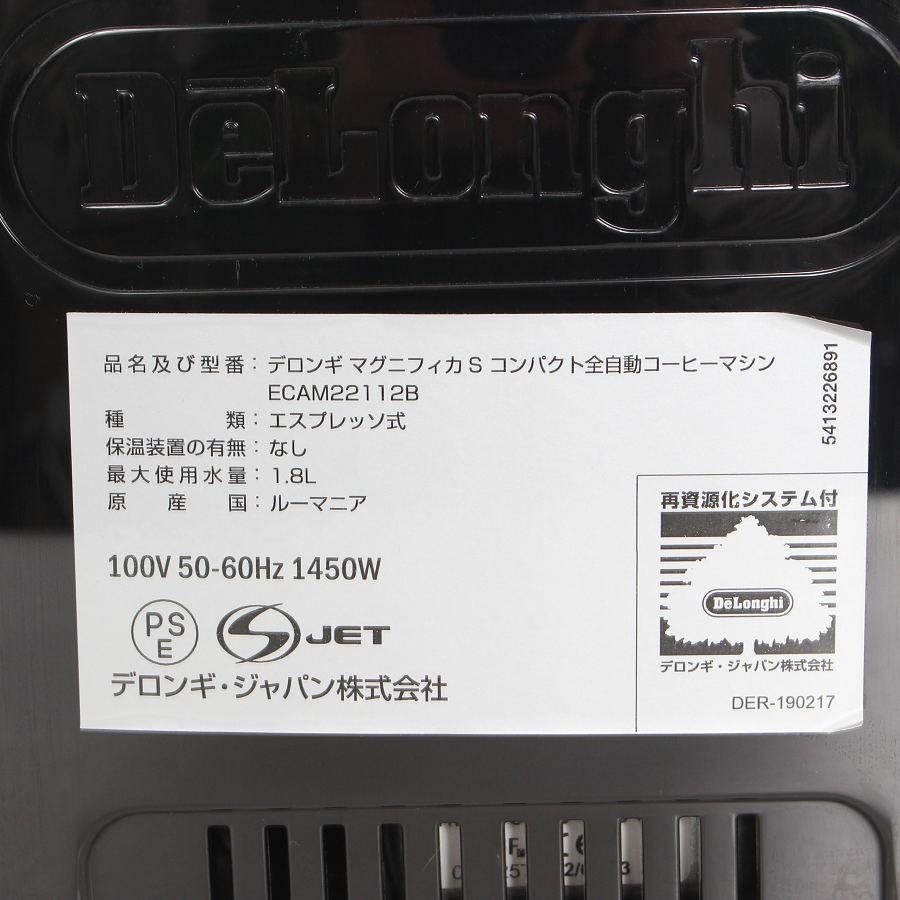 DeLonghi
品名及び型番：デロンギ マグニフィカ S コンパクト全自動コーヒーマシン
ECAM22112B
種類：エスプレッソ式
保温装置の有無：なし
最大使用水量：1.8L
原産国：ルーマニア
100V 50-60Hz 1450W
PSE
S JET
デロンギ・ジャパン株式会社
5413226891
再資源化システム付
DeLonghi
デロンギ・ジャパン株式会社
DER-190217